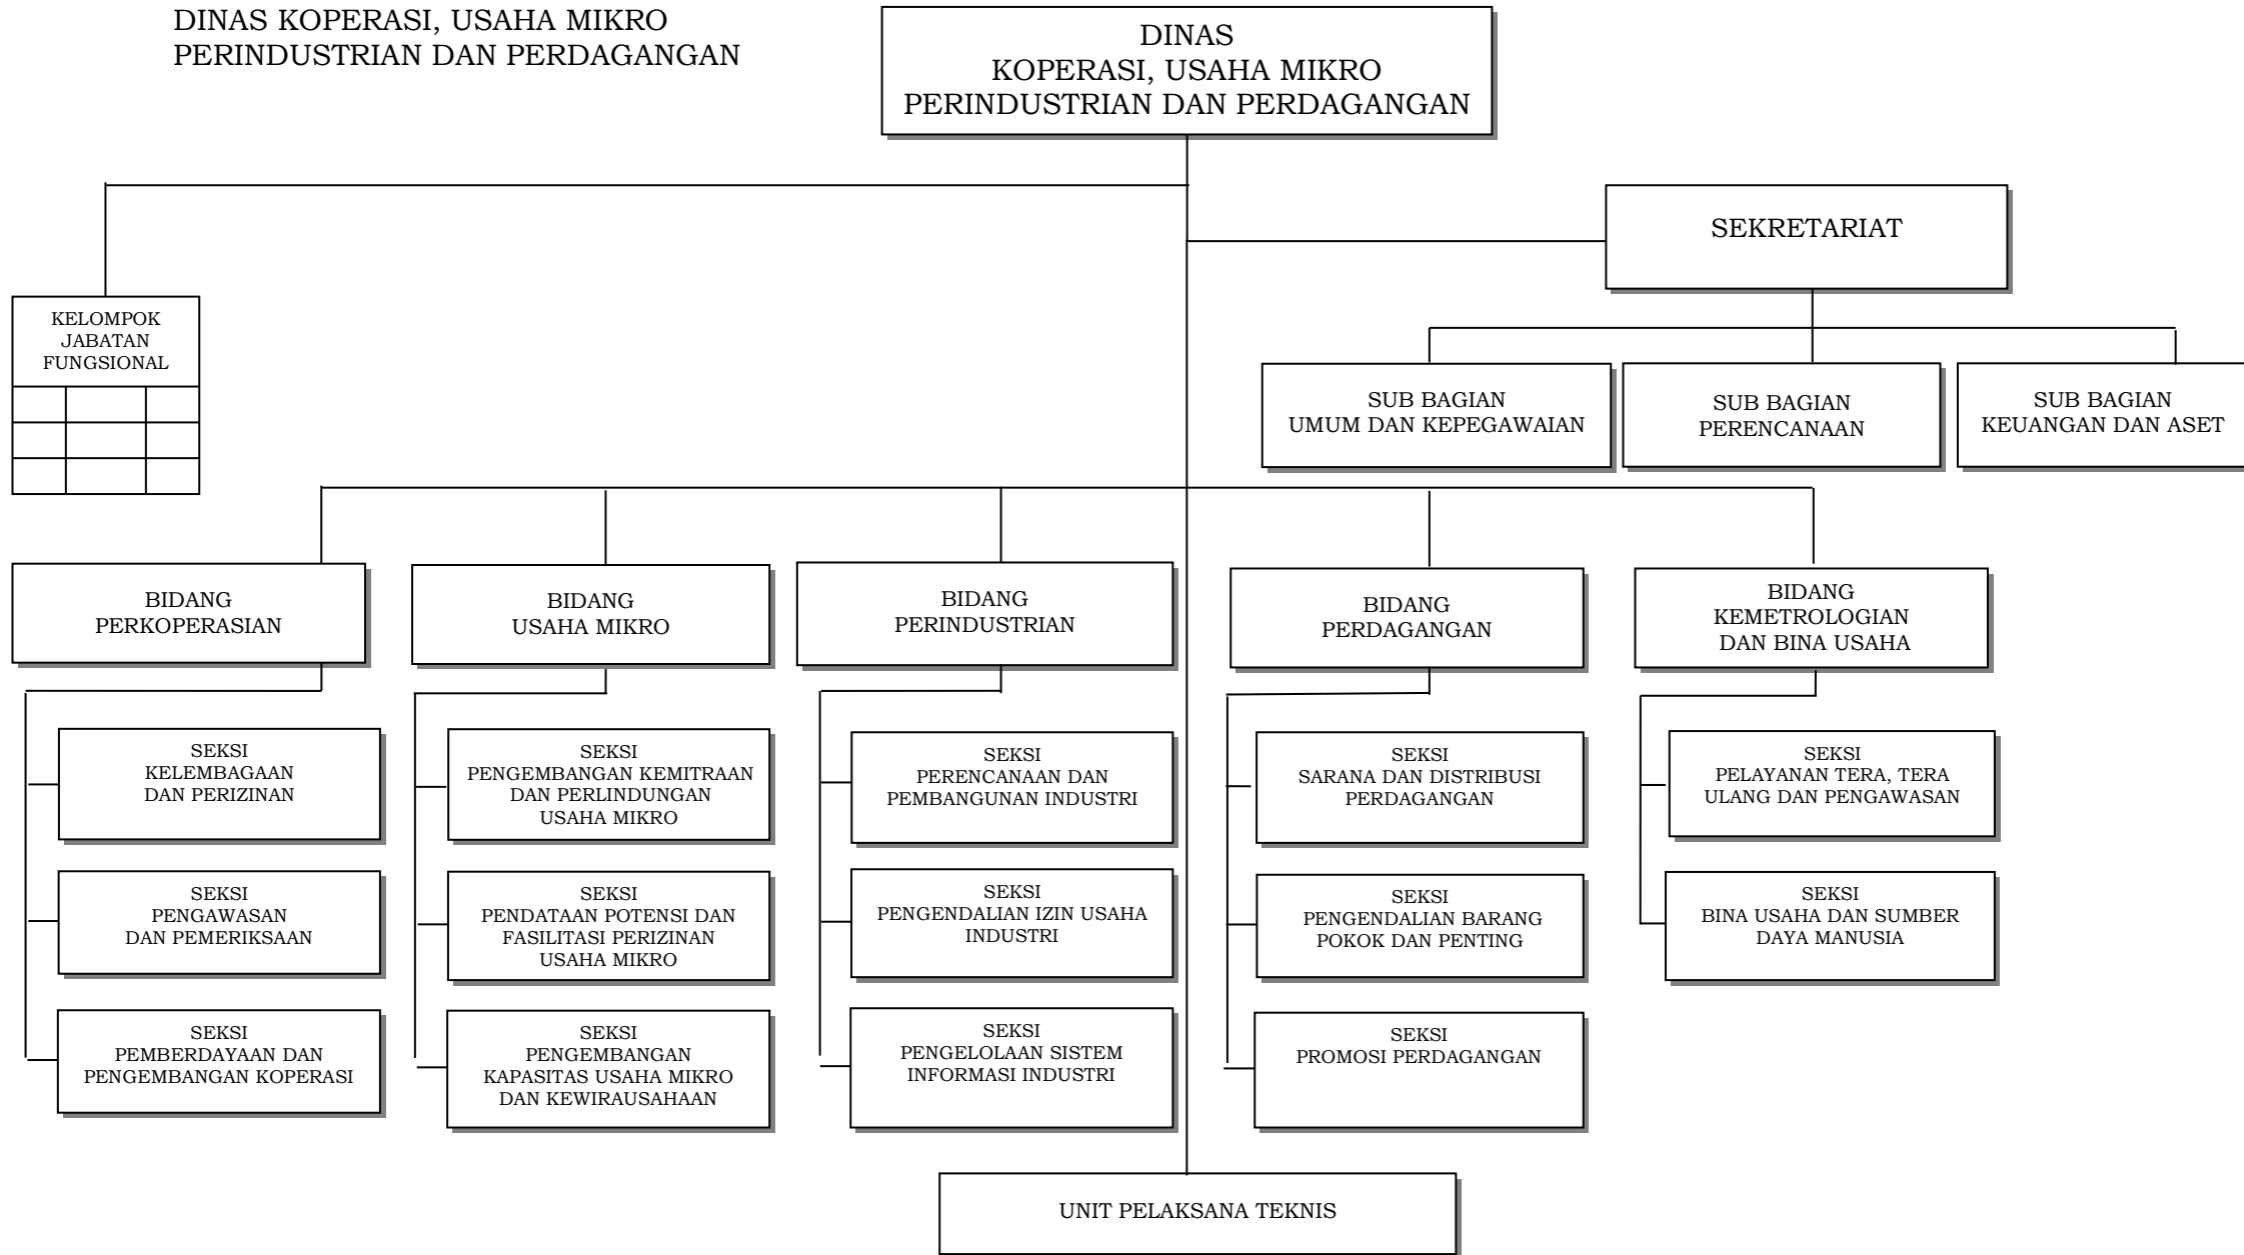 DINAS KOPERASI, USAHA MIKRO
PERINDUSTRIAN DAN PERDAGANGAN
DINAS
KOPERASI, USAHA MIKRO
PERINDUSTRIAN DAN PERDAGANGAN
SEKRETARIAT
KELOMPOK
JABATAN
FUNGSIONAL
SUB BAGIAN
UMUM DAN KEPEGAWAIAN
SUB BAGIAN
PERENCANAAN
SUB BAGIAN
KEUANGAN DAN ASET
BIDANG
PERKOPERASIAN
BIDANG
USAHA MIKRO
BIDANG
PERINDUSTRIAN
BIDANG
PERDAGANGAN
BIDANG
KEMETROLOGIAN
DAN BINA USAHA
SEKSI
KELEMBAGAAN
DAN PERIZINAN
SEKSI
PENGEMBANGAN KEMITRAAN
DAN PERLINDUNGAN
USAHA MIKRO
SEKSI
PERENCANAAN DAN
PEMBANGUNAN INDUSTRI
SEKSI
SARANA DAN DISTRIBUSI
PERDAGANGAN
SEKSI
PELAYANAN TERA, TERA
ULANG DAN PENGAWASAN
SEKSI
PENGAWASAN
DAN PEMERIKSAAN
SEKSI
PENDATAAN POTENSI DAN
FASILITASI PERIZINAN
USAHA MIKRO
SEKSI
PENGENDALIAN IZIN USAHA
INDUSTRI
SEKSI
PENGENDALIAN BARANG
POKOK DAN PENTING
SEKSI
BINA USAHA DAN SUMBER
DAYA MANUSIA
SEKSI
PEMBERDAYAAN DAN
PENGEMBANGAN KOPERASI
SEKSI
PENGEMBANGAN
KAPASITAS USAHA MIKRO
DAN KEWIRAUSAHAAN
SEKSI
PENGELOLAAN SISTEM
INFORMASI INDUSTRI
SEKSI
PROMOSI PERDAGANGAN
UNIT PELAKSANA TEKNIS